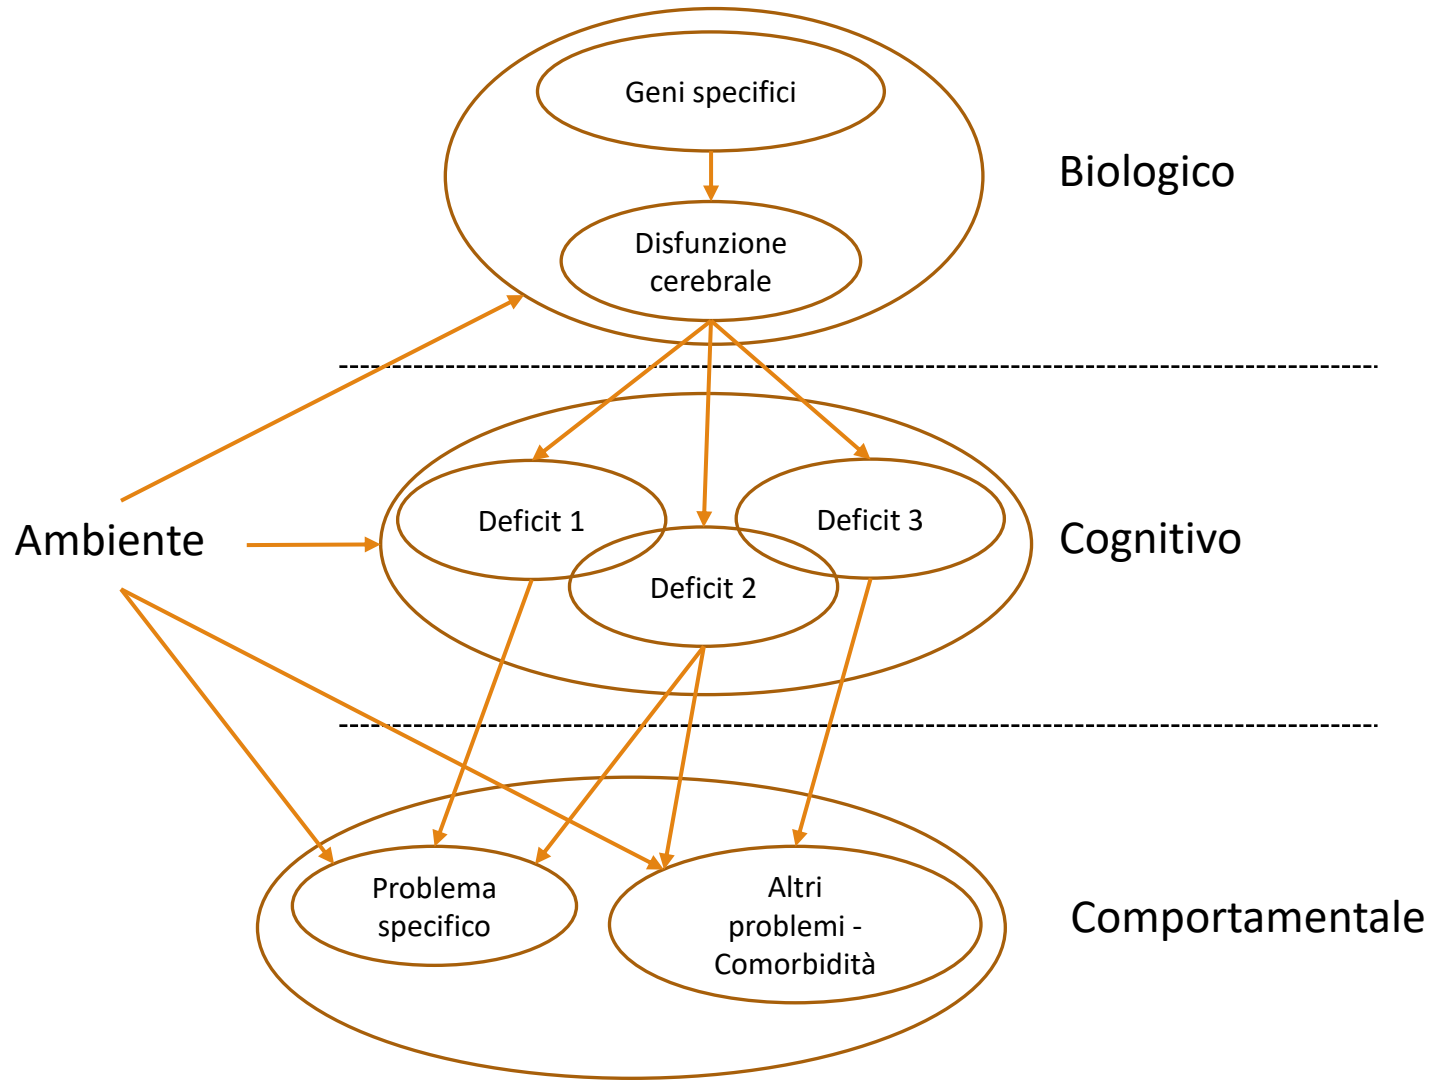 Geni specifici
Biologico
Disfunzione
cerebrale
Ambiente
Deficit 1
Deficit 3
Cognitivo
Deficit 2
Problema
specifico
Altri
problemi -
Comorbidità
Comportamentale